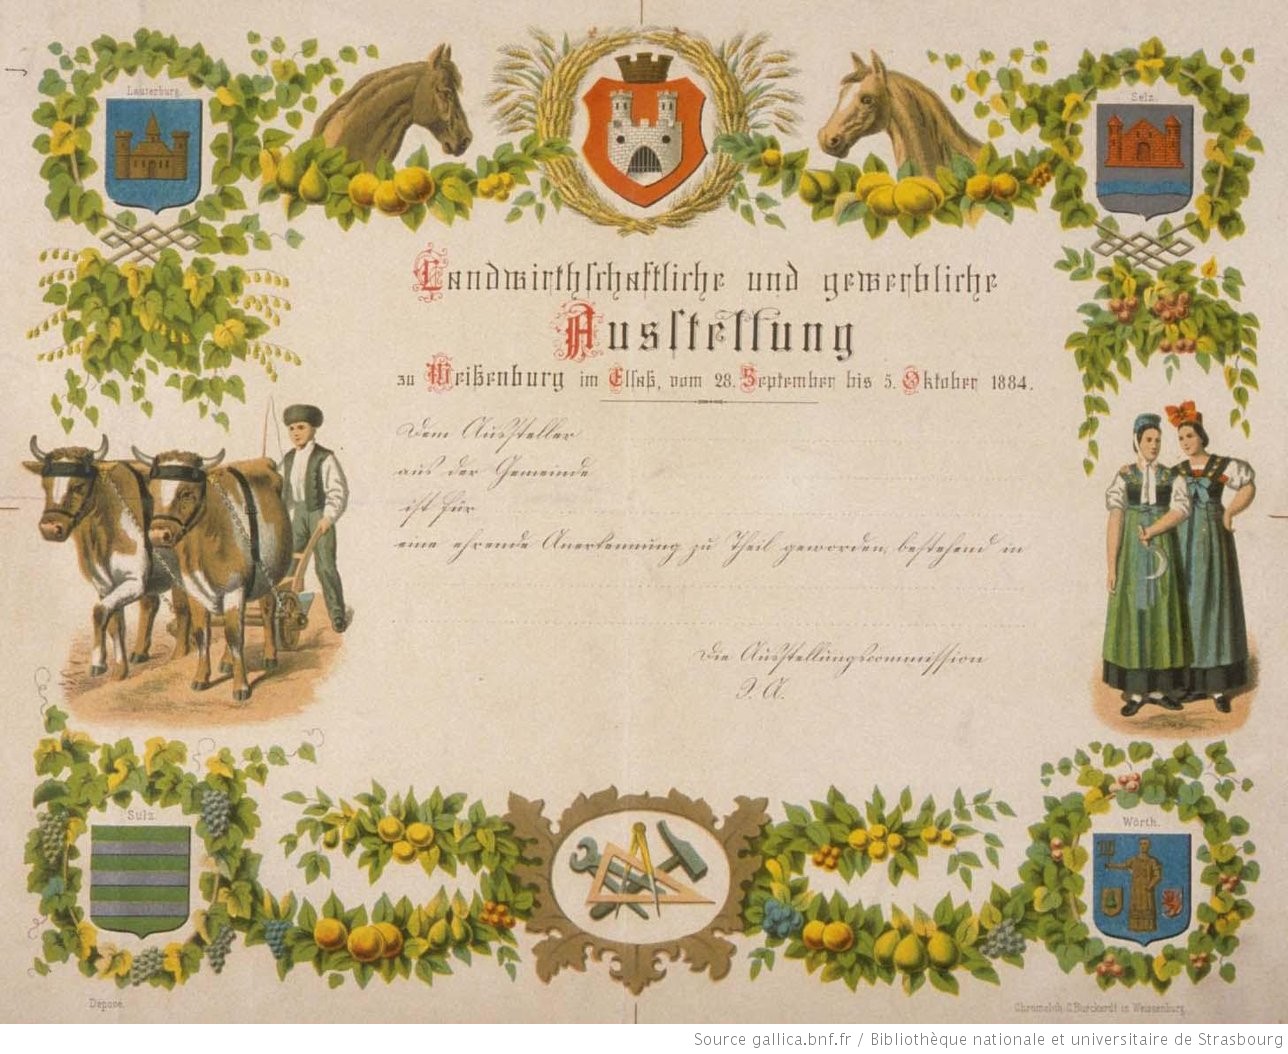 Lauterburg.
Selz.
Landwirthschaftliche und gewerbliche
Ausstellung
zu Weißenburg im Elsaß, vom 28. September bis 5. Oktober 1884.
Dem Aussteller
aus der Gemeinde
ist für
eine ehrende Anerkennung zu Theil geworden, bestehend in
Die Ausstellungscommission
I. A.
Sulz.
Wörth.
Déposé.
Chromolith. C. Burckardt in Weissenburg.
Source gallica.bnf.fr / Bibliothèque nationale et universitaire de Strasbourg